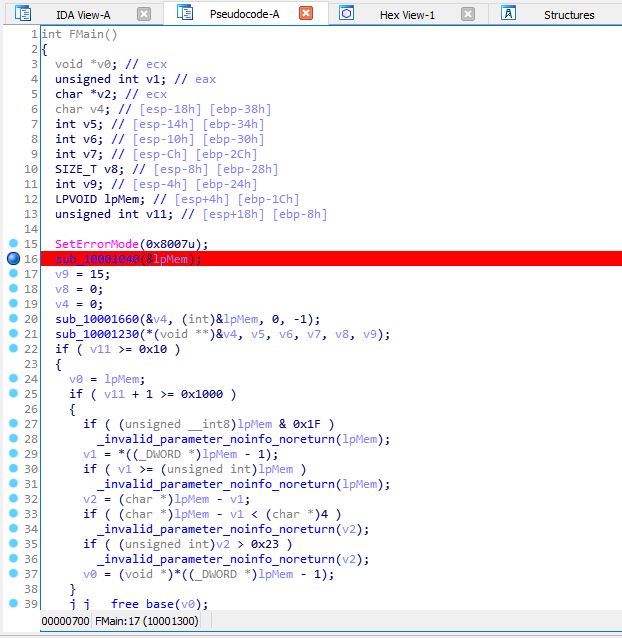 IDA View-A Pseudocode-A Hex View-1 Structures
1 int FMain()
2 {
3 void *v0; // ecx
4 unsigned int v1; // eax
5 char *v2; // ecx
6 char v4; // [esp-18h] [ebp-38h]
7 int v5; // [esp-14h] [ebp-34h]
8 int v6; // [esp-10h] [ebp-30h]
9 int v7; // [esp-Ch] [ebp-2Ch]
10 SIZE_T v8; // [esp-8h] [ebp-28h]
11 int v9; // [esp-4h] [ebp-24h]
12 LPVOID lpMem; // [esp+4h] [ebp-1Ch]
13 unsigned int v11; // [esp+18h] [ebp-8h]
14
15 SetErrorMode(0x8007u);
16 sub_10001040(&lpMem);
17 v9 = 15;
18 v8 = 0;
19 v4 = 0;
20 sub_10001660(&v4, (int)&lpMem, 0, -1);
21 sub_10001230(*(void **)&v4, v5, v6, v7, v8, v9);
22 if ( v11 >= 0x10 )
23 {
24 v0 = lpMem;
25 if ( v11 + 1 >= 0x1000 )
26 {
27 if ( (unsigned __int8)lpMem & 0x1F )
28 _invalid_parameter_noinfo_noreturn(lpMem);
29 v1 = *((_DWORD *)lpMem - 1);
30 if ( v1 >= (unsigned int)lpMem )
31 _invalid_parameter_noinfo_noreturn(lpMem);
32 v2 = (char *)lpMem - v1;
33 if ( (char *)lpMem - v1 < (char *)4 )
34 _invalid_parameter_noinfo_noreturn(v2);
35 if ( (unsigned int)v2 > 0x23 )
36 _invalid_parameter_noinfo_noreturn(v2);
37 v0 = (void *)*((_DWORD *)lpMem - 1);
38 }
39 j_j__free_base(v0);
00000700 FMain:17 (10001300)